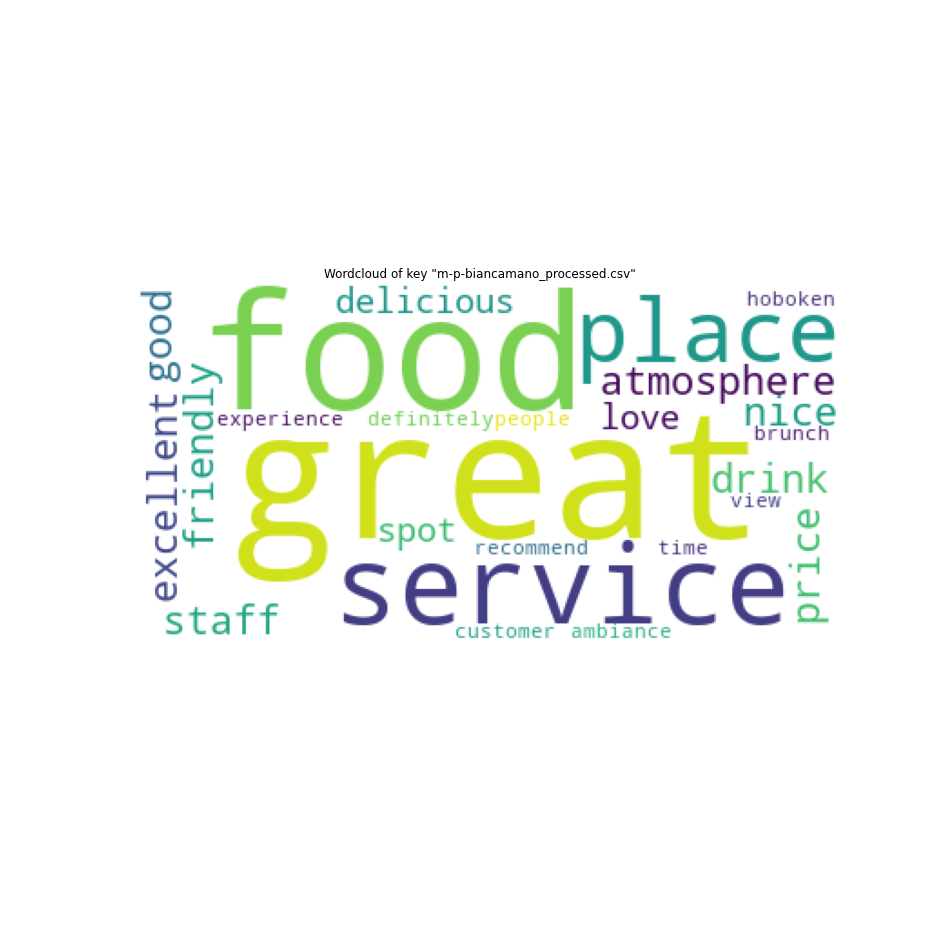 Wordcloud of key "m-p-biancamano_processed.csv"
food
delicious
place
hoboken
good
atmosphere
friendly
experience
definitely
people
love
nice
excellent
great
brunch
drink
view
spot
recommend
time
price
service
staff
customer
ambiance